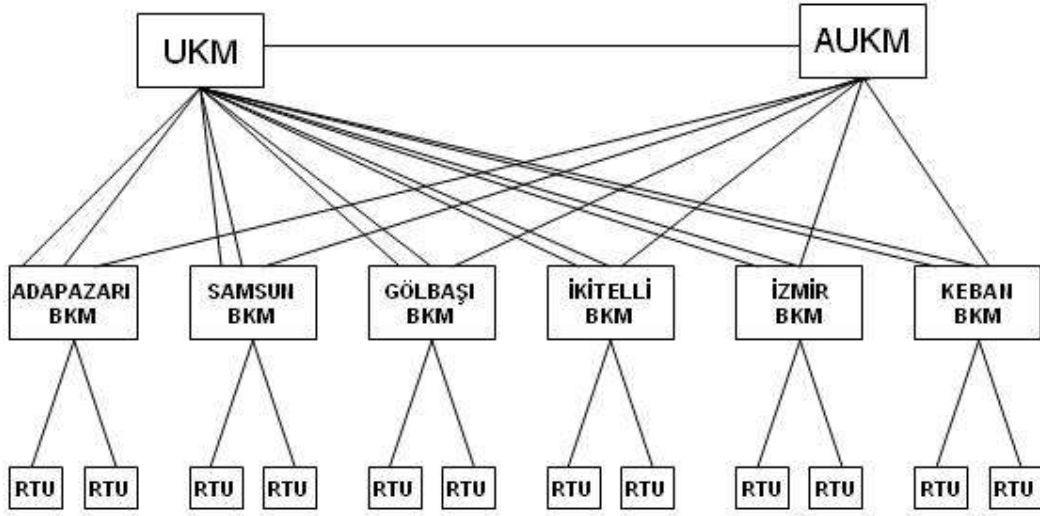 UKM
AUKM
ADAPAZARI
BKM
SAMSUN
BKM
GÖLBAŞI
BKM
İKİTELLİ
BKM
İZMİR
BKM
KEBAN
BKM
RTU
RTU
RTU
RTU
RTU
RTU
RTU
RTU
RTU
RTU
RTU
RTU